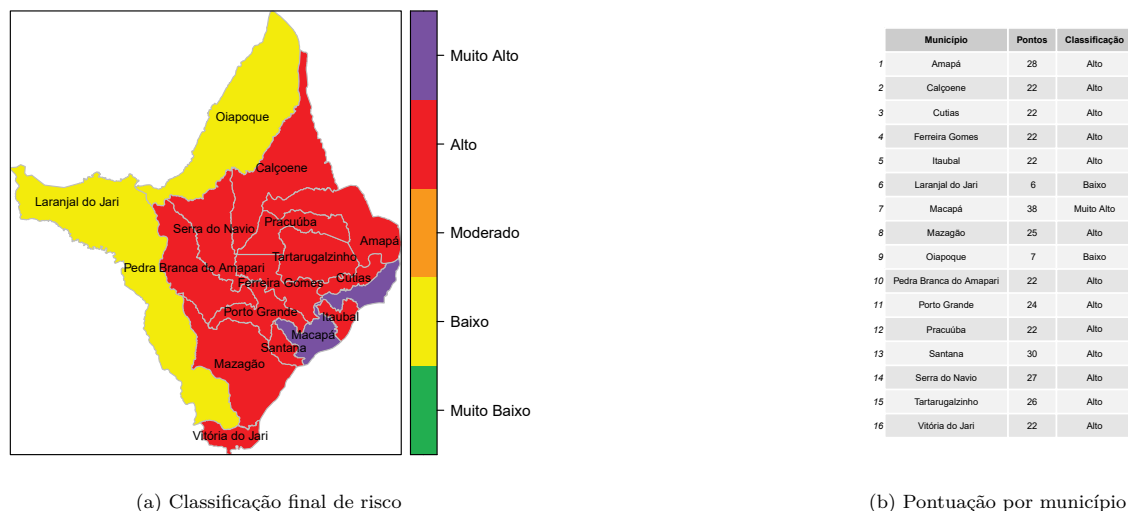 Oiapoque
Calçoene
Laranjal do Jari
Pracuúba
Serra do Navio
Amapá
Tartarugalzinho
Pedra Branca do Amapari
Cutias
Ferreira Gomes
Porto Grande
Itaubal
Macapá
Santana
Mazagão
Vitória do Jari
Muito Alto
Alto
Moderado
Baixo
Muito Baixo
(a) Classificação final de risco
Município Pontos Classificação
1 Amapá 28 Alto
2 Calçoene 22 Alto
3 Cutias 22 Alto
4 Ferreira Gomes 22 Alto
5 Itaubal 22 Alto
6 Laranjal do Jari 6 Baixo
7 Macapá 38 Muito Alto
8 Mazagão 25 Alto
9 Oiapoque 7 Baixo
10 Pedra Branca do Amapari 22 Alto
11 Porto Grande 24 Alto
12 Pracuúba 22 Alto
13 Santana 30 Alto
14 Serra do Navio 27 Alto
15 Tartarugalzinho 26 Alto
16 Vitória do Jari 22 Alto
(b) Pontuação por município